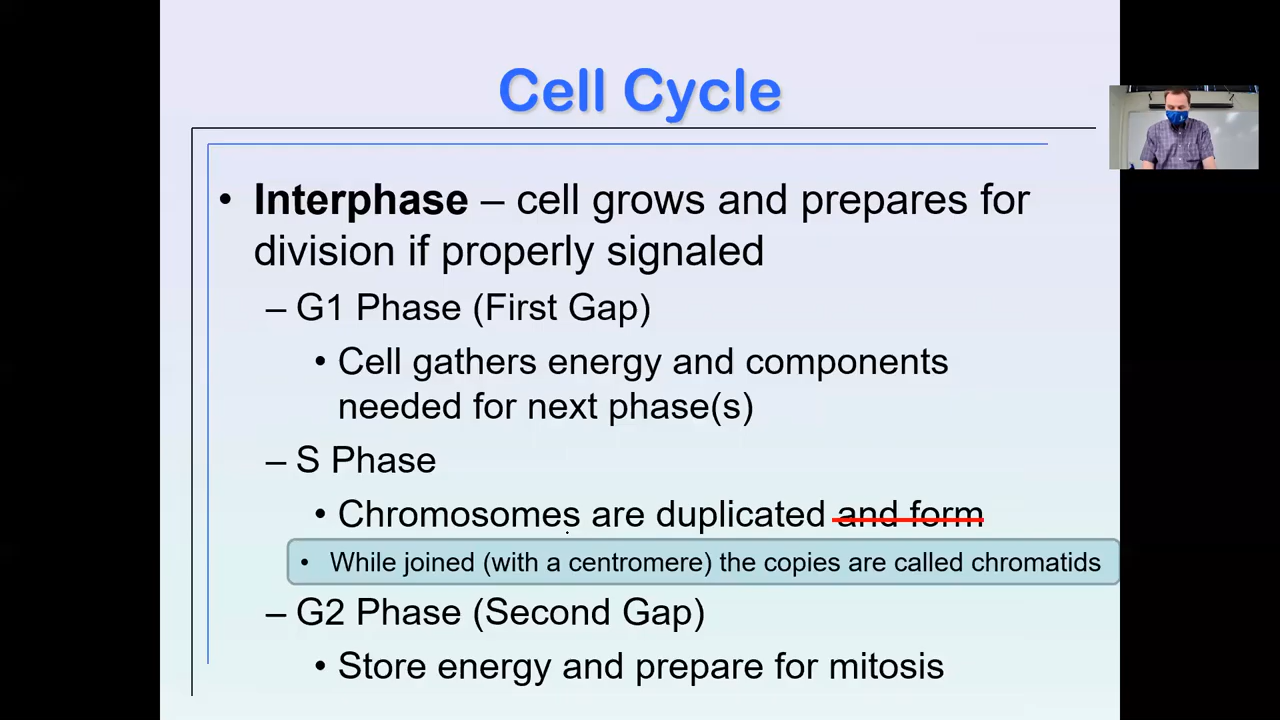 Cell Cycle
• Interphase – cell grows and prepares for
division if properly signaled
– G1 Phase (First Gap)
• Cell gathers energy and components
needed for next phase(s)
– S Phase
• Chromosomes are duplicated and form
• While joined (with a centromere) the copies are called chromatids
– G2 Phase (Second Gap)
• Store energy and prepare for mitosis